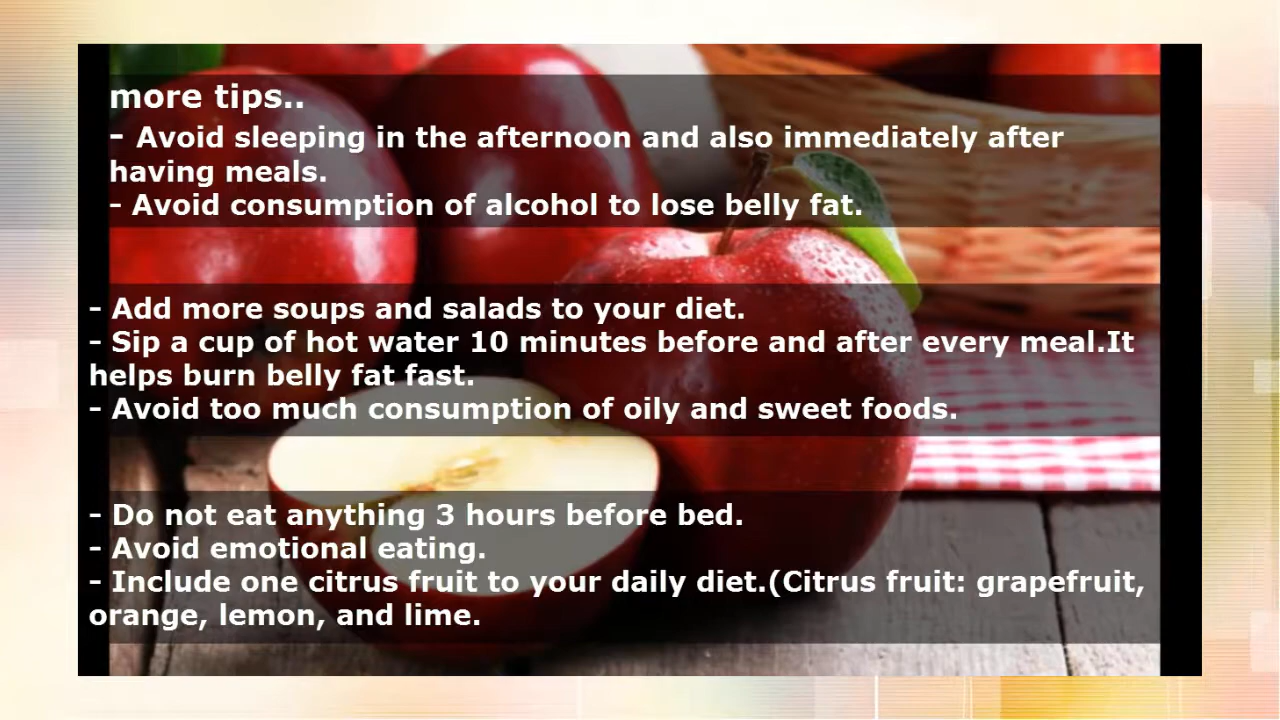 more tips..
- Avoid sleeping in the afternoon and also immediately after
having meals.
- Avoid consumption of alcohol to lose belly fat.
- Add more soups and salads to your diet.
- Sip a cup of hot water 10 minutes before and after every meal.It
helps burn belly fat fast.
- Avoid too much consumption of oily and sweet foods.
- Do not eat anything 3 hours before bed.
- Avoid emotional eating.
- Include one citrus fruit to your daily diet.(Citrus fruit: grapefruit,
orange, lemon, and lime.